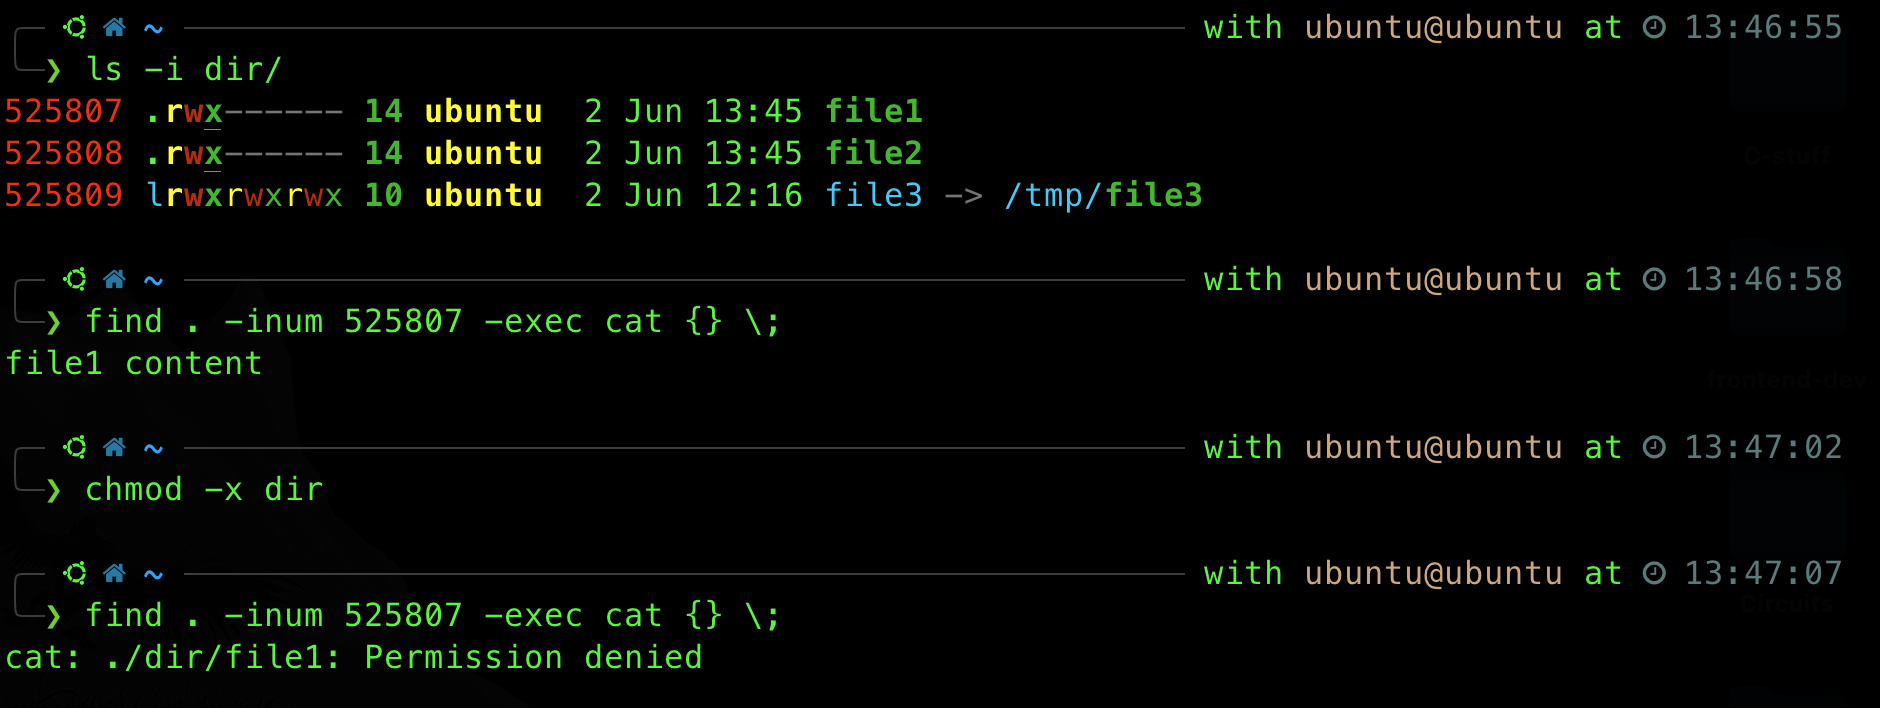 ~ with ubuntu@ubuntu at 13:46:55
❯ ls -i dir/
525807 .rwx------ 14 ubuntu  2 Jun 13:45 file1
525808 .rwx------ 14 ubuntu  2 Jun 13:45 file2
525809 lrwxrwxrwx 10 ubuntu  2 Jun 12:16 file3 -> /tmp/file3
~ with ubuntu@ubuntu at 13:46:58
❯ find . -inum 525807 -exec cat {} \;
file1 content
~ with ubuntu@ubuntu at 13:47:02
❯ chmod -x dir
~ with ubuntu@ubuntu at 13:47:07
❯ find . -inum 525807 -exec cat {} \;
cat: ./dir/file1: Permission denied
C-stuff
frontend-dev
Circuits